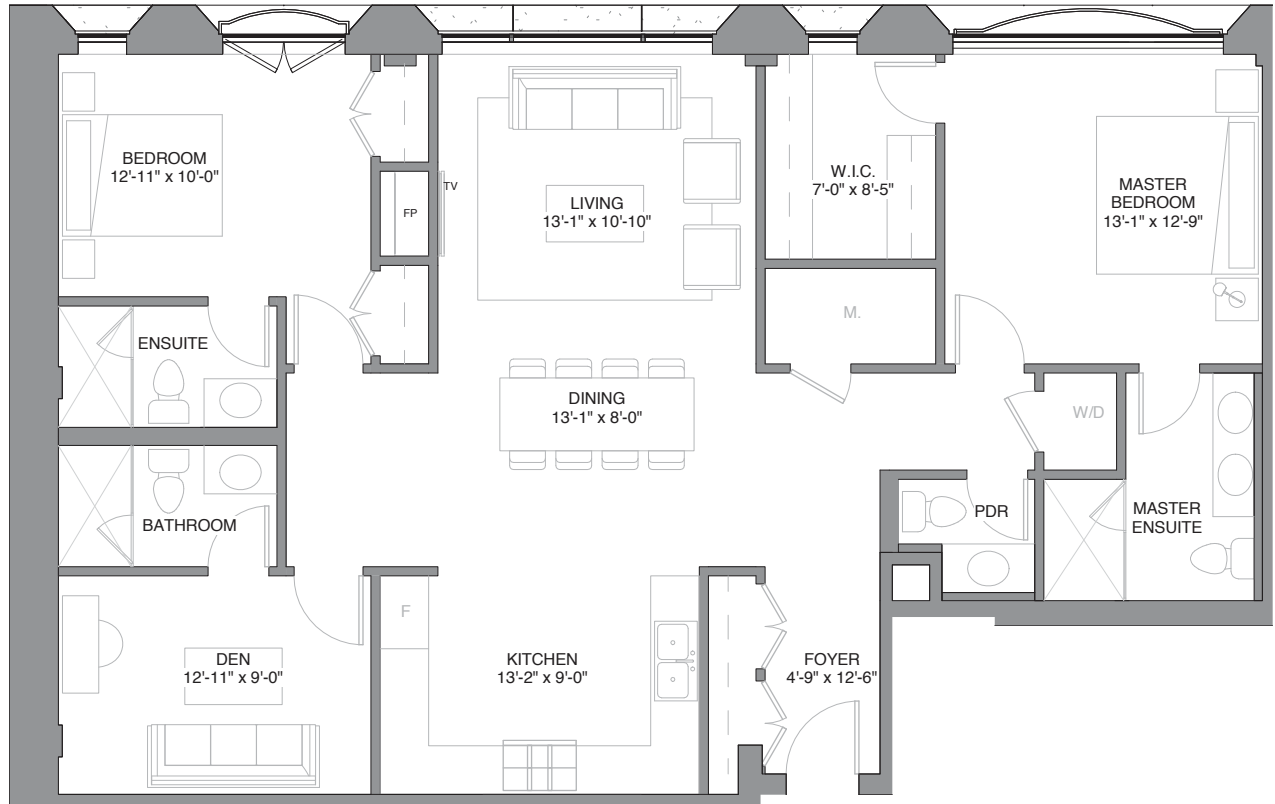 BEDROOM
12'-11" x 10'-0"
TV
FP
LIVING
13'-1" x 10'-10"
W.I.C.
7'-0" x 8'-5"
MASTER
BEDROOM
13'-1" x 12'-9"
M.
ENSUITE
DINING
13'-1" x 8'-0"
W/D
BATHROOM
PDR
MASTER
ENSUITE
F
DEN
12'-11" x 9'-0"
KITCHEN
13'-2" x 9'-0"
FOYER
4'-9" x 12'-6"